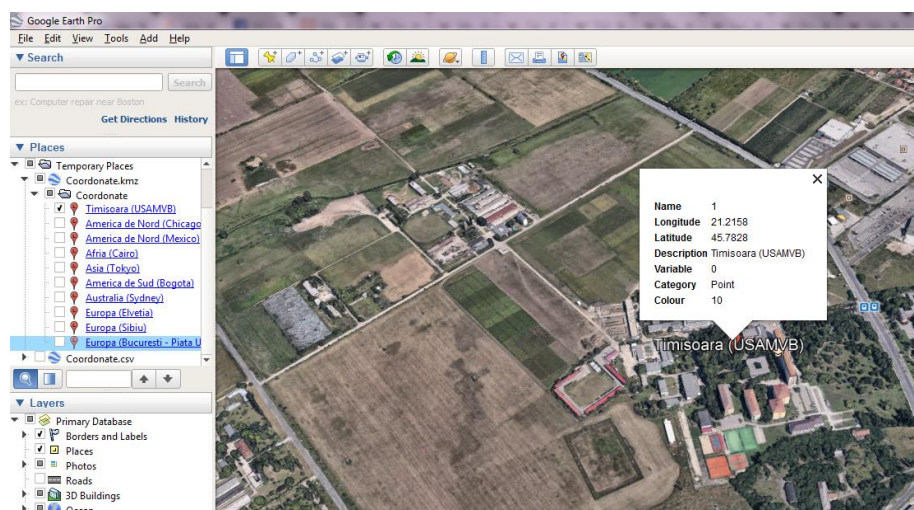 Google Earth Pro
File Edit View Tools Add Help
Search
Search
ex: Computer repair near Boston
Get Directions History
Places
Temporary Places
Coordonate.kmz
Coordonate
Timisoara (USAMVB)
America de Nord (Chicago
America de Nord (Mexico)
Afria (Cairo)
Asia (Tokyo)
America de Sud (Bogota)
Australia (Sydney)
Europa (Elvetia)
Europa (Sibiu)
Europa (Bucuresti - Piata U
Coordonate.csv
Layers
Primary Database
Borders and Labels
Places
Photos
Roads
3D Buildings
Ocean
Name 1
Longitude 21.2158
Latitude 45.7828
Description Timisoara (USAMVB)
Variable 0
Category Point
Colour 10
Timisoara (USAMVB)